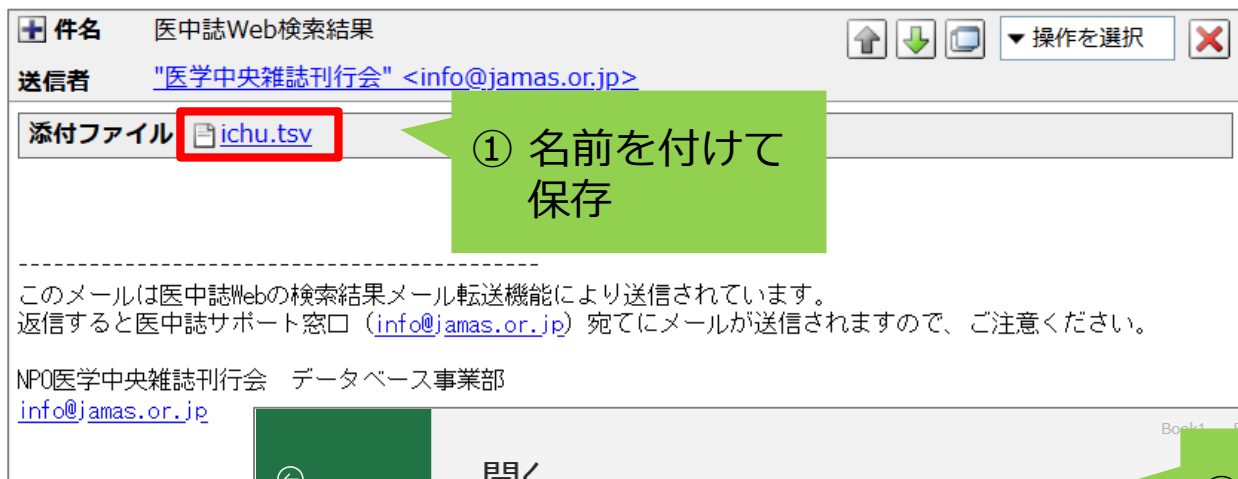 件名 医中誌Web検索結果
▼操作を選択
送信者 "医学中央雑誌刊行会" <info@jamas.or.jp>
添付ファイル ichu.tsv
① 名前を付けて
保存
--------------------------------------------
このメールは医中誌Webの検索結果メール転送機能により送信されています。
返信すると医中誌サポート窓口（info@jamas.or.jp）宛てにメールが送信されますので、ご注意ください。
NPO医学中央雑誌刊行会 データベース事業部
info@jamas.or.jp
Book1
開く